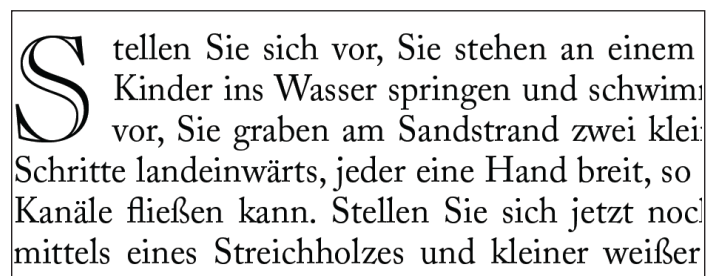 Stellen Sie sich vor, Sie stehen an einem
Kinder ins Wasser springen und
vor, Sie graben am Sandstrand zwei
Schritte landeinwärts, jeder eine Hand breit, so
Kanäle fließen kann. Stellen Sie sich jetzt
mittels eines Streichholzes und kleiner weißer